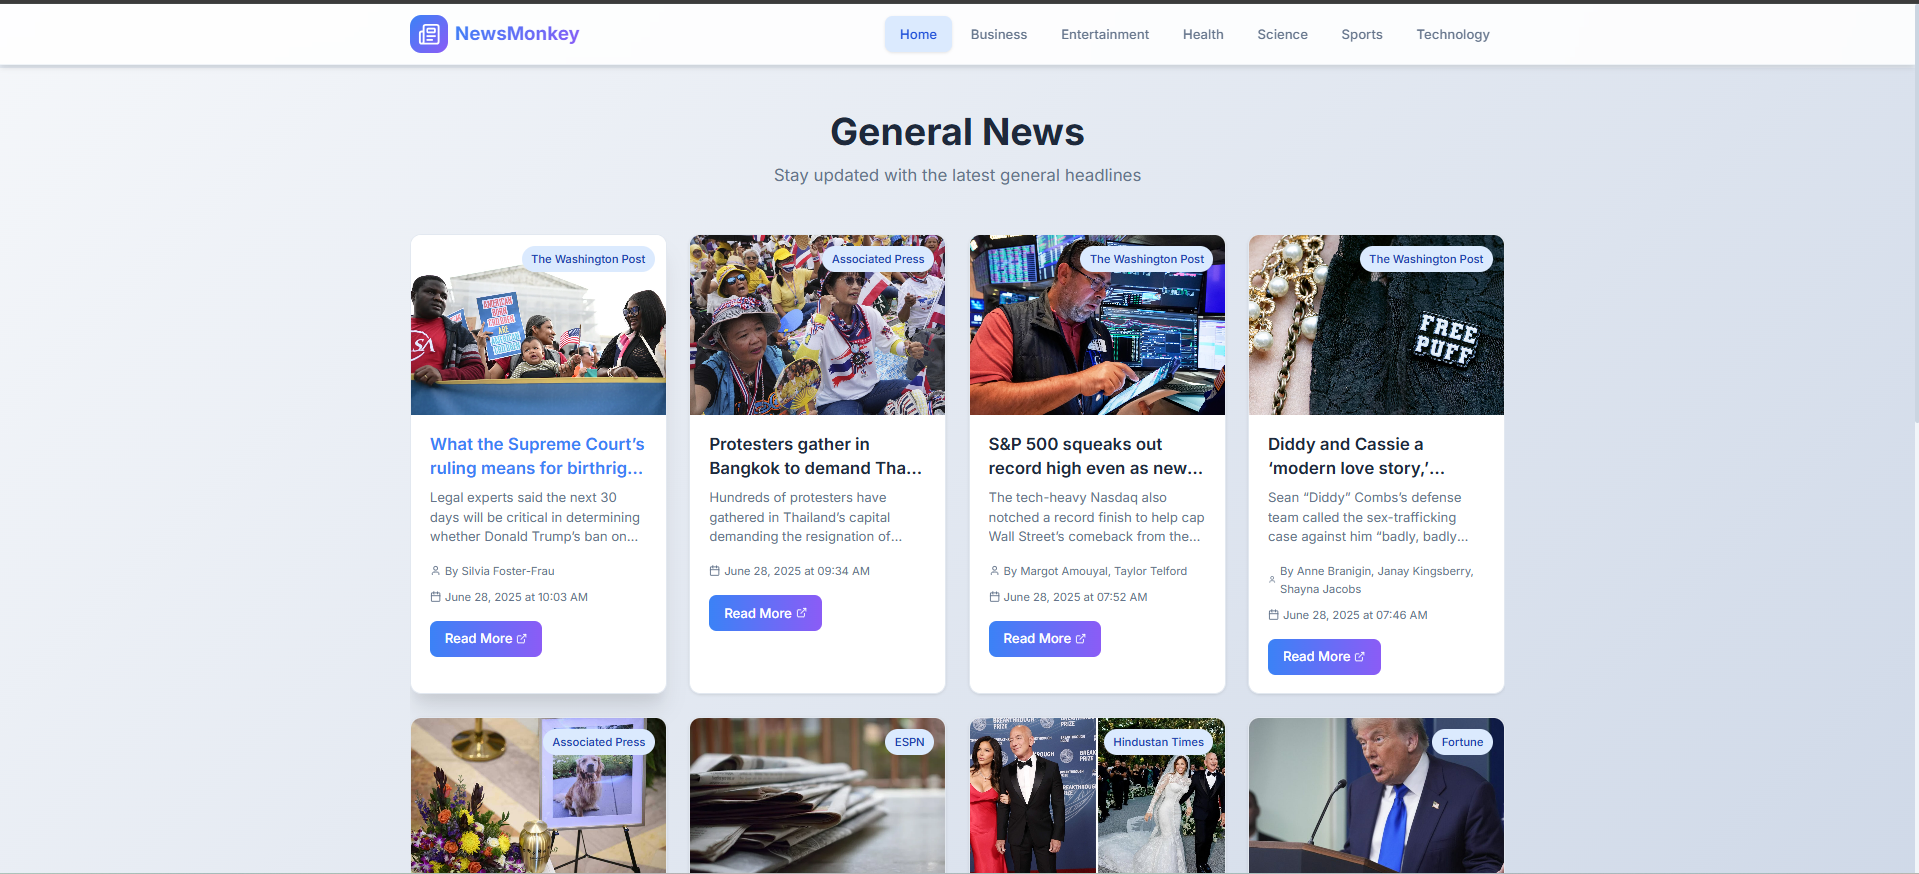 NewsMonkey
Home Business Entertainment Health Science Sports Technology
General News
Stay updated with the latest general headlines
The Washington Post
AMERICAN
BORN
CHILDREN
ARE
AMERICAN
What the Supreme Court’s
ruling means for birthrig...
Legal experts said the next 30
days will be critical in determining
whether Donald Trump’s ban on...
By Silvia Foster-Frau
June 28, 2025 at 10:03 AM
Read More
Associated Press
Protesters gather in
Bangkok to demand Tha...
Hundreds of protesters have
gathered in Thailand’s capital
demanding the resignation of...
June 28, 2025 at 09:34 AM
Read More
The Washington Post
S&P 500 squeaks out
record high even as new...
The tech-heavy Nasdaq also
notched a record finish to help cap
Wall Street’s comeback from the...
By Margot Amouyal, Taylor Telford
June 28, 2025 at 07:52 AM
Read More
The Washington Post
FREE
PUFF
Diddy and Cassie a
‘modern love story,’...
Sean “Diddy” Combs’s defense
team called the sex-trafficking
case against him “badly, badly...
By Anne Branigin, Janay Kingsberry,
Shayna Jacobs
June 28, 2025 at 07:46 AM
Read More
Associated Press
ESPN
Hindustan Times
BREAKTHROUGH
PRIZE
Fortune